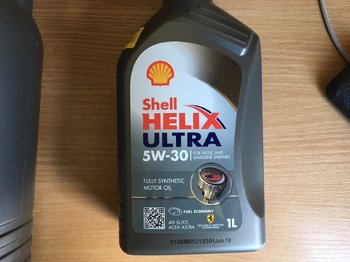 Shell
HELIX
ULTRA
5W-30
FOR DIESEL AND
GASOLINE ENGINES
FULLY SYNTHETIC
MOTOR OIL
FUEL ECONOMY
1L
API SL/CF,
ACEA A3/B4